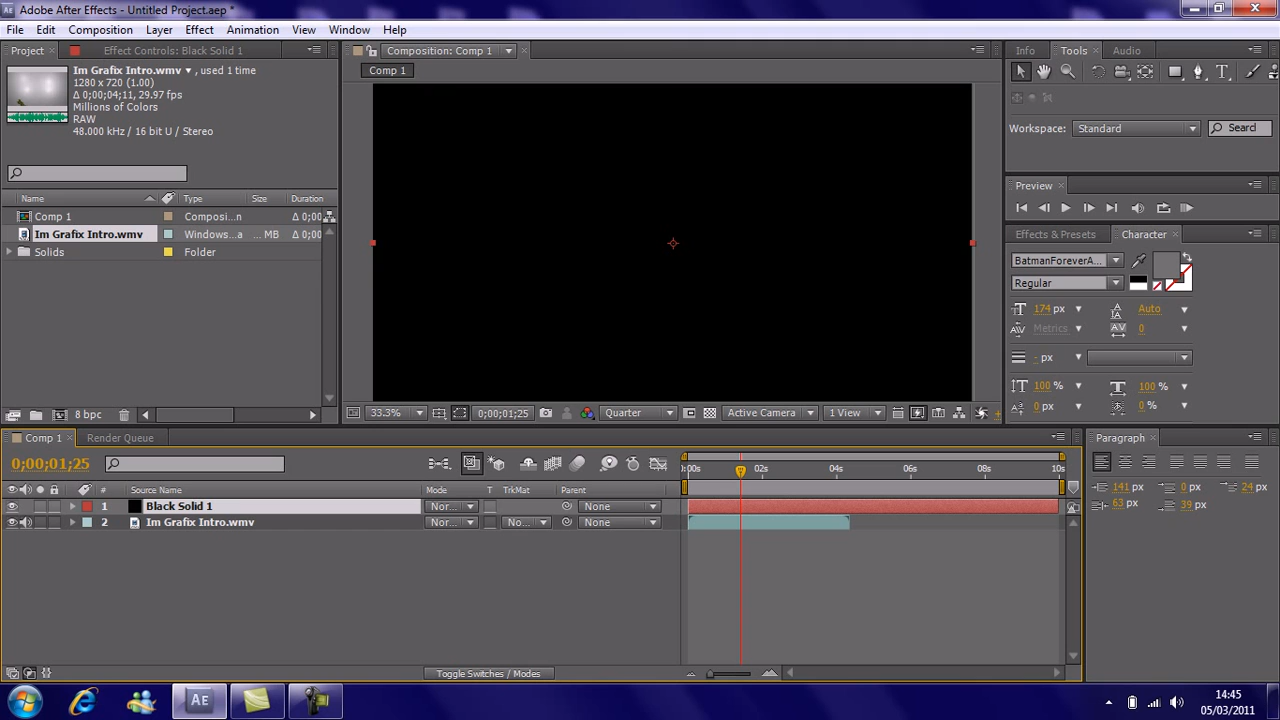 Adobe After Effects - Untitled Project.aep *
File Edit Composition Layer Effect Animation View Window Help
Project Effect Controls: Black Solid 1
Im Grafix Intro.wmv ▼ , used 1 time
1280 x 720 (1.00)
Δ 0;00;04;11, 29.97 fps
Millions of Colors
RAW
48.000 kHz / 16 bit U / Stereo
Name Type Size Duration
Comp 1 Composi...n Δ 0;00
Im Grafix Intro.wmv Windows...a ... MB Δ 0;00
Solids Folder
8 bpc
Composition: Comp 1
Comp 1
33.3% 0;00;01;25 Quarter Active Camera 1 View
Info Tools Audio
Workspace: Standard Search
Preview
Effects & Presets Character
BatmanForeverA...
Regular
174 px Auto
Metrics 0
- px
100 % 100 %
0 px 0 %
Comp 1 Render Queue
0;00;01;25
# Source Name Mode T TrkMat Parent
1 Black Solid 1 Nor... None
2 Im Grafix Intro.wmv Nor... No... None
):00s 02s 04s 06s 08s 10s
Toggle Switches / Modes
Paragraph
141 px 0 px 24 px
63 px 39 px
AE
14:45
05/03/2011